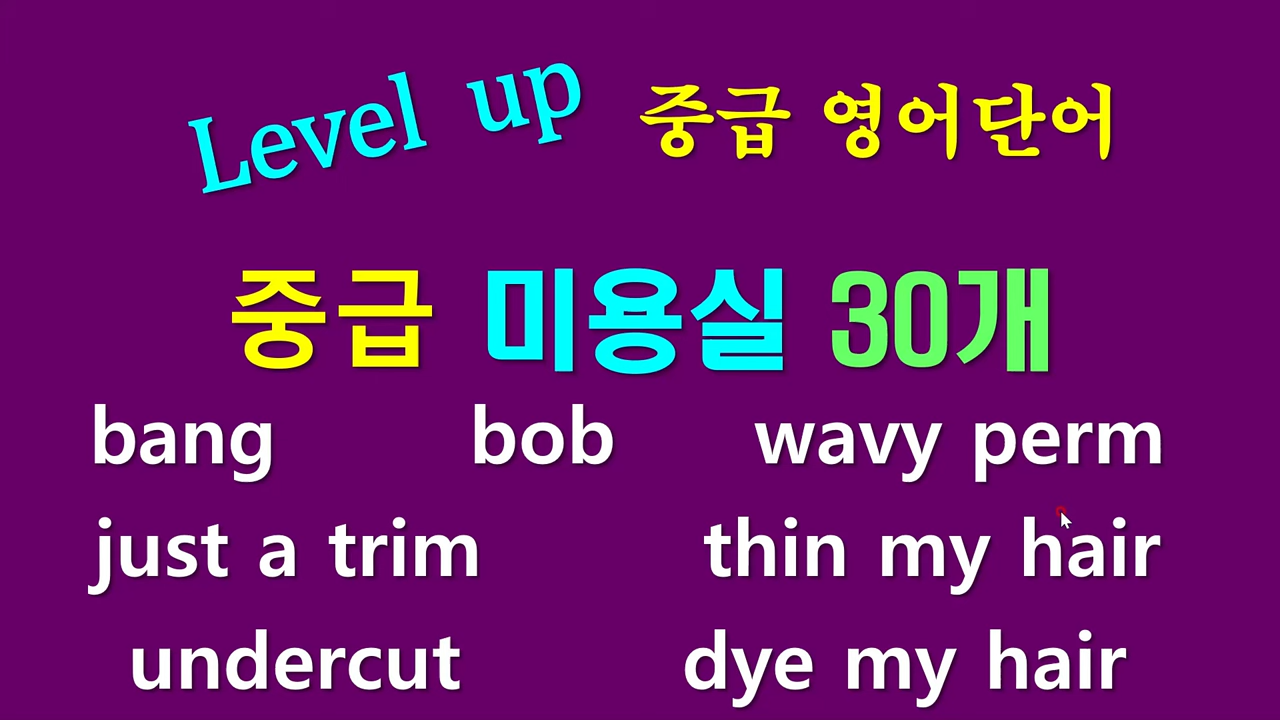 Level up 중급 영어단어
중급 미용실 30개
bang bob wavy perm
just a trim thin my hair
undercut dye my hair